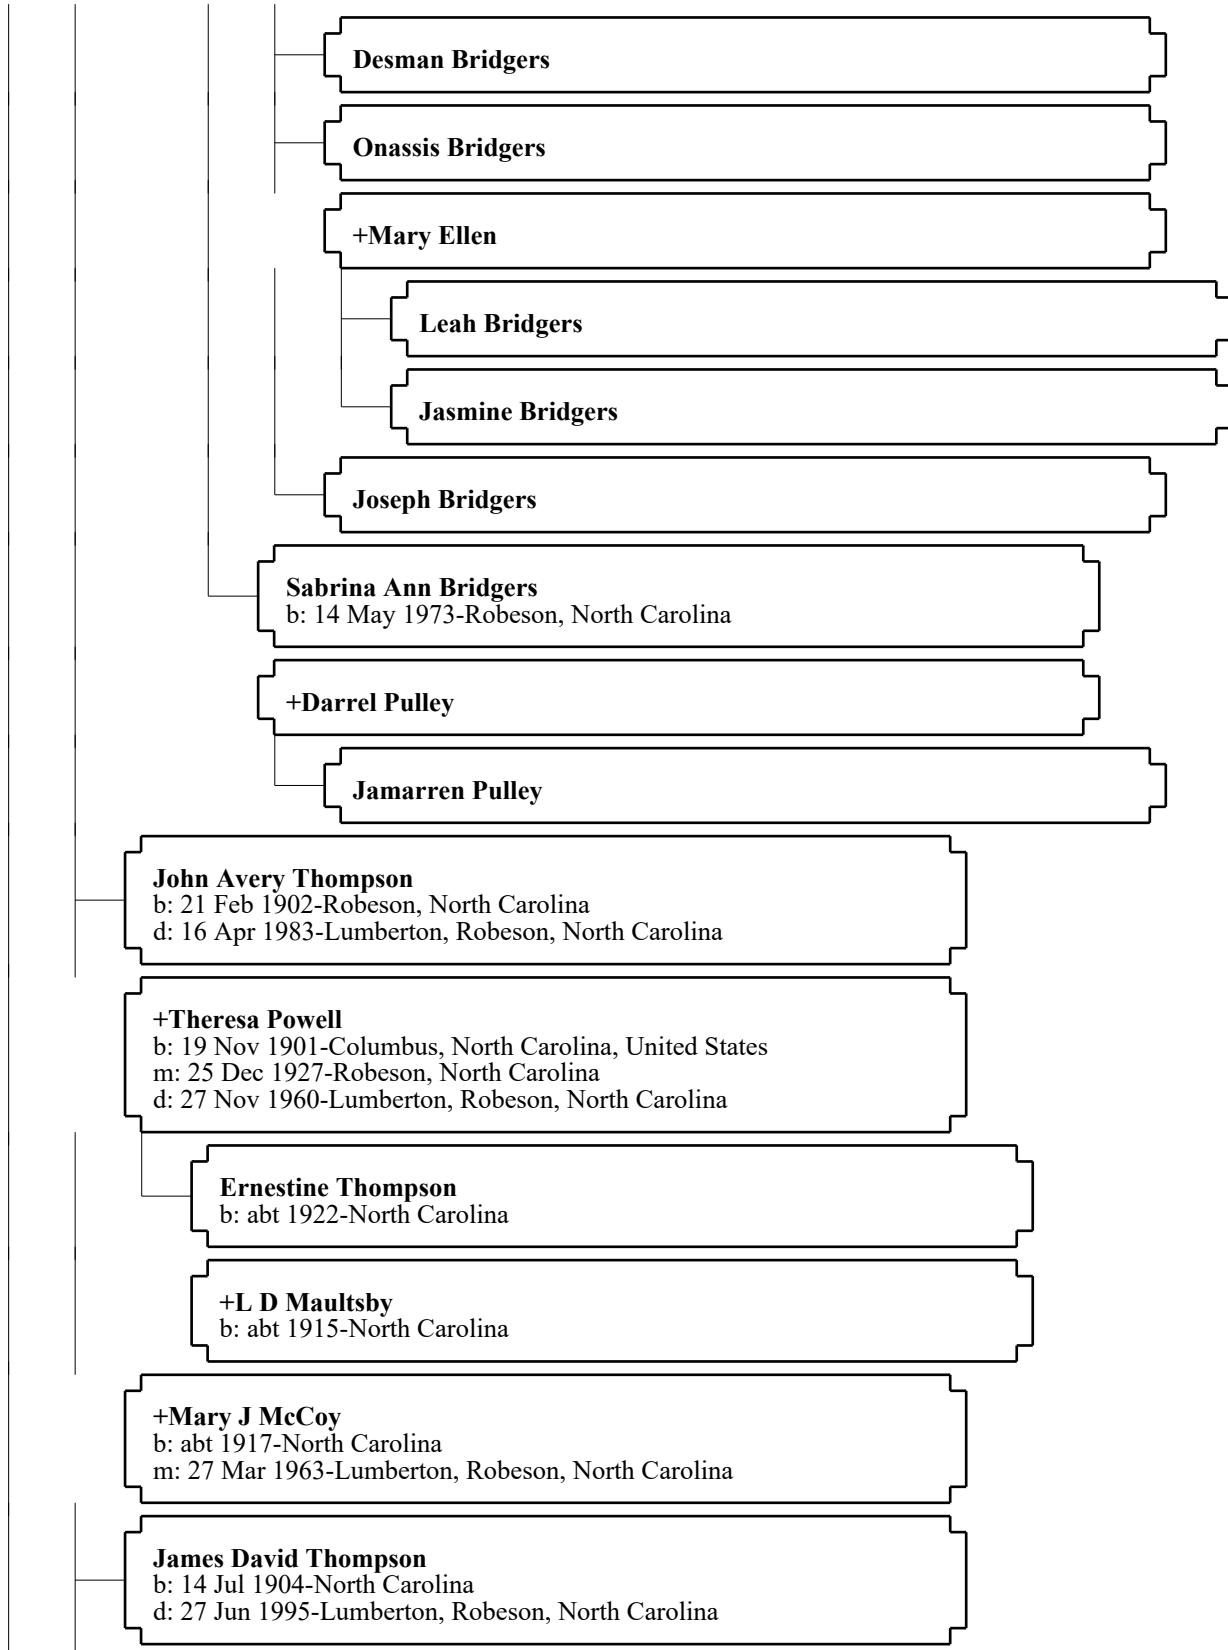 Desman Bridgers
Onassis Bridgers
+Mary Ellen
Leah Bridgers
Jasmine Bridgers
Joseph Bridgers
Sabrina Ann Bridgers
b: 14 May 1973-Robeson, North Carolina
+Darrel Pulley
Jamarren Pulley
John Avery Thompson
b: 21 Feb 1902-Robeson, North Carolina
d: 16 Apr 1983-Lumberton, Robeson, North Carolina
+Theresa Powell
b: 19 Nov 1901-Columbus, North Carolina, United States
m: 25 Dec 1927-Robeson, North Carolina
d: 27 Nov 1960-Lumberton, Robeson, North Carolina
Ernestine Thompson
b: abt 1922-North Carolina
+L D Maultsby
b: abt 1915-North Carolina
+Mary J McCoy
b: abt 1917-North Carolina
m: 27 Mar 1963-Lumberton, Robeson, North Carolina
James David Thompson
b: 14 Jul 1904-North Carolina
d: 27 Jun 1995-Lumberton, Robeson, North Carolina